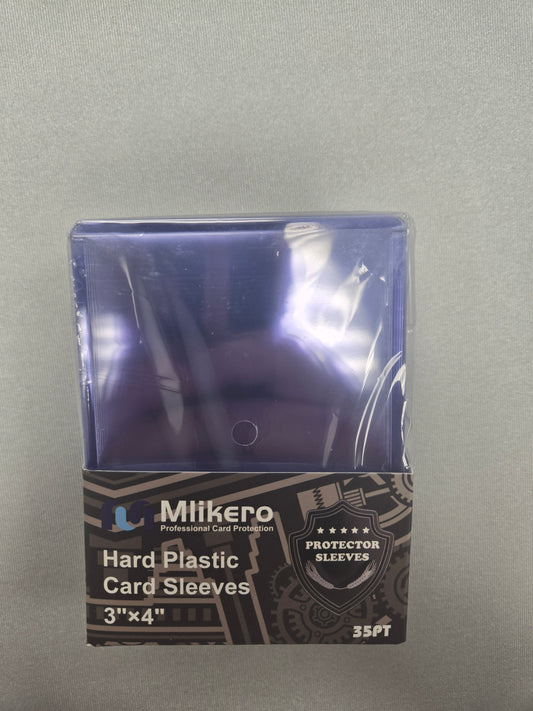 Mlikero
Professional Card Protection
Hard Plastic
Card Sleeves
3"×4"
PROTECTOR
SLEEVES
35PT